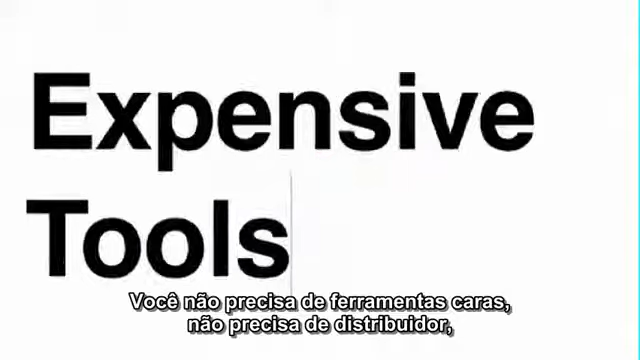 Expensive
Tools
Você não precisa de ferramentas caras,
não precisa de distribuidor,